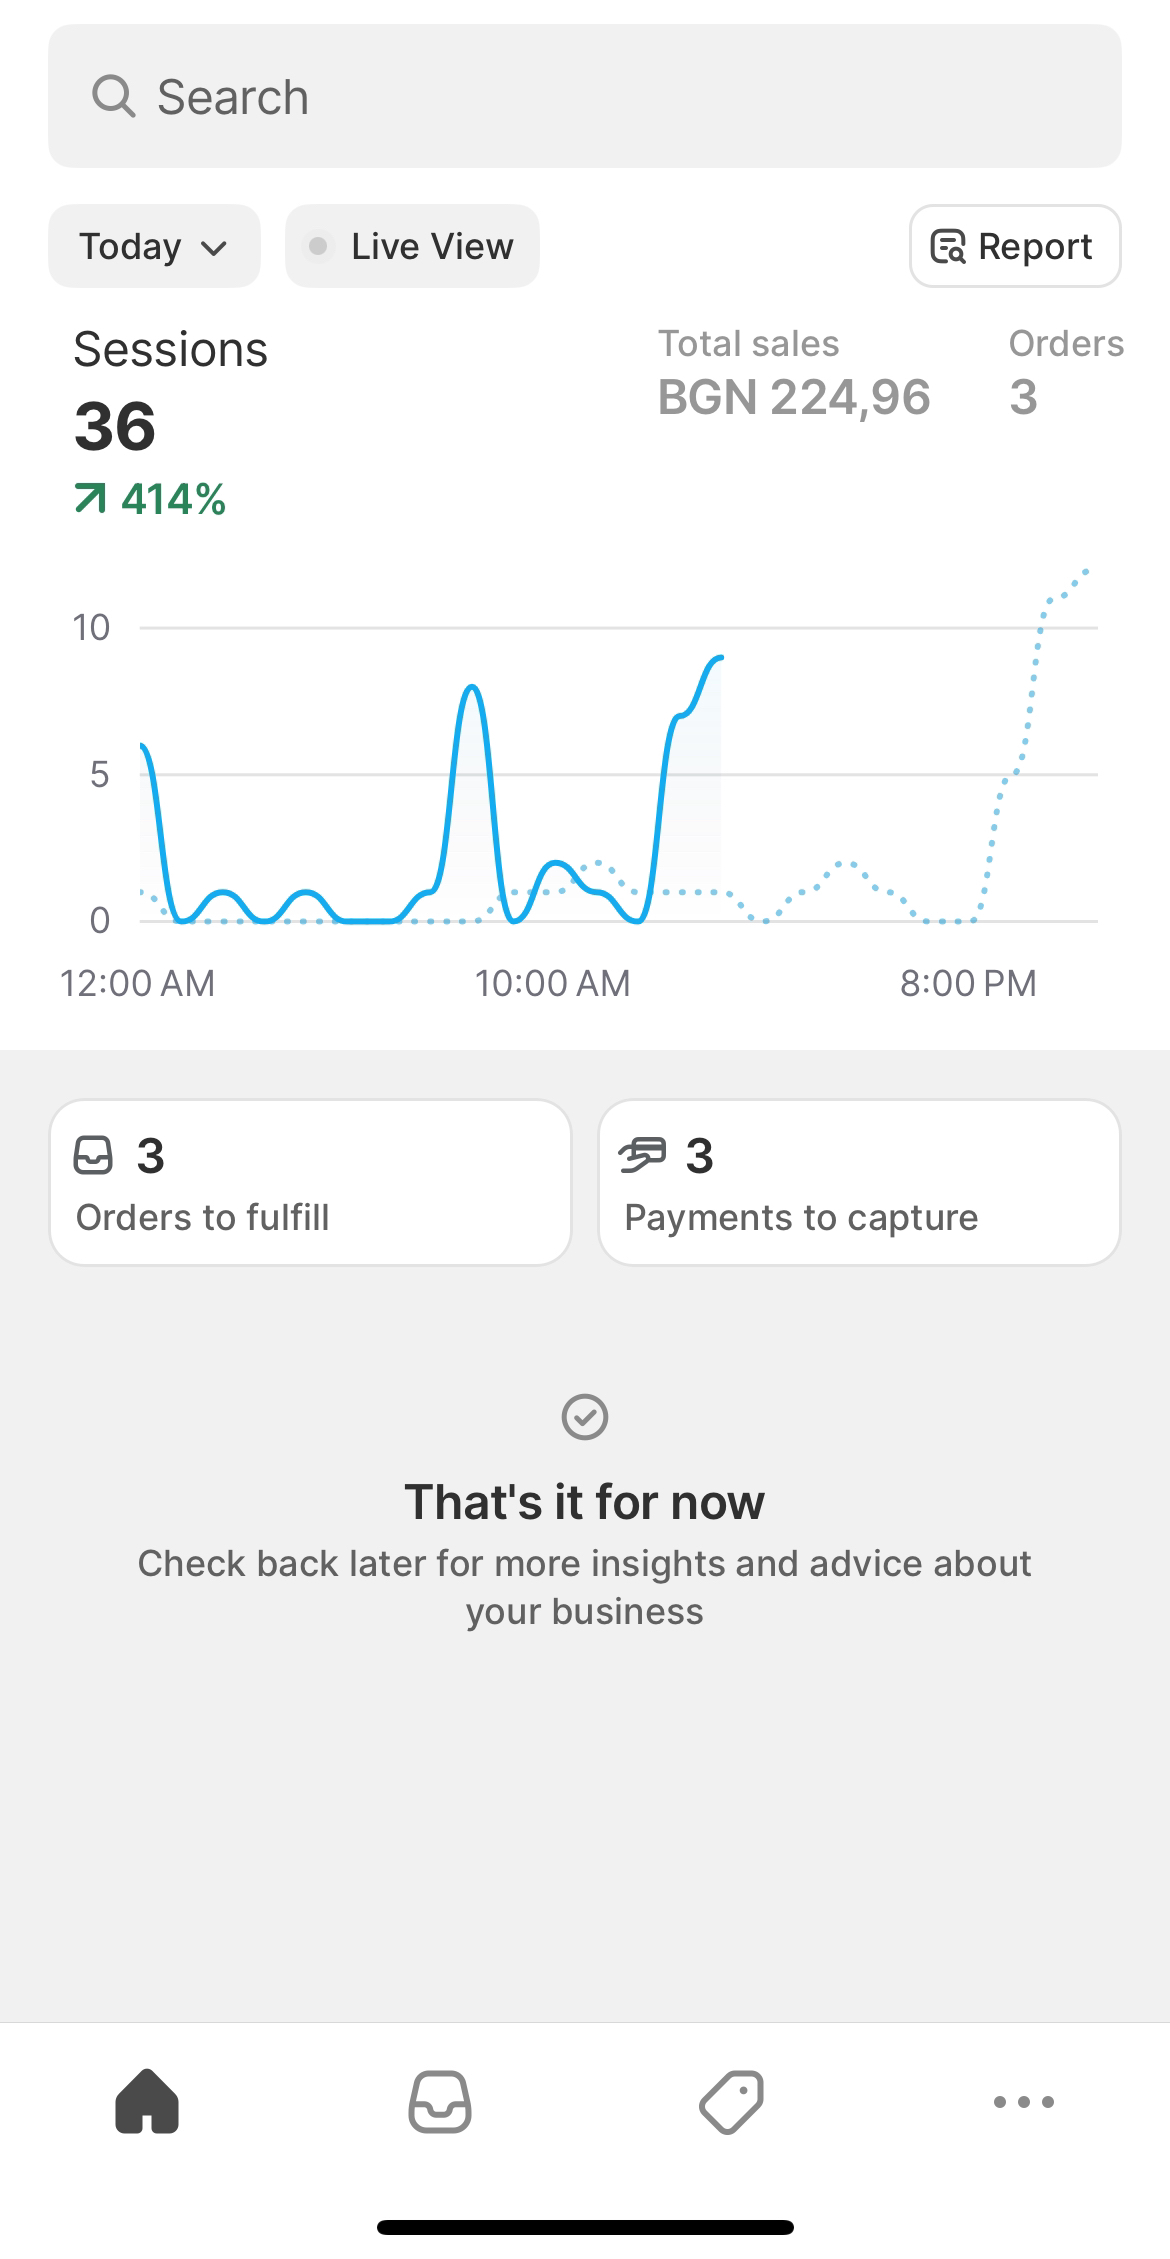 Search
Today
Live View
Report
Sessions
Total sales
Orders
36
BGN 224,96
3
414%
10
5
0
12:00 AM
10:00 AM
8:00 PM
3
Orders to fulfill
3
Payments to capture
That's it for now
Check back later for more insights and advice about
your business